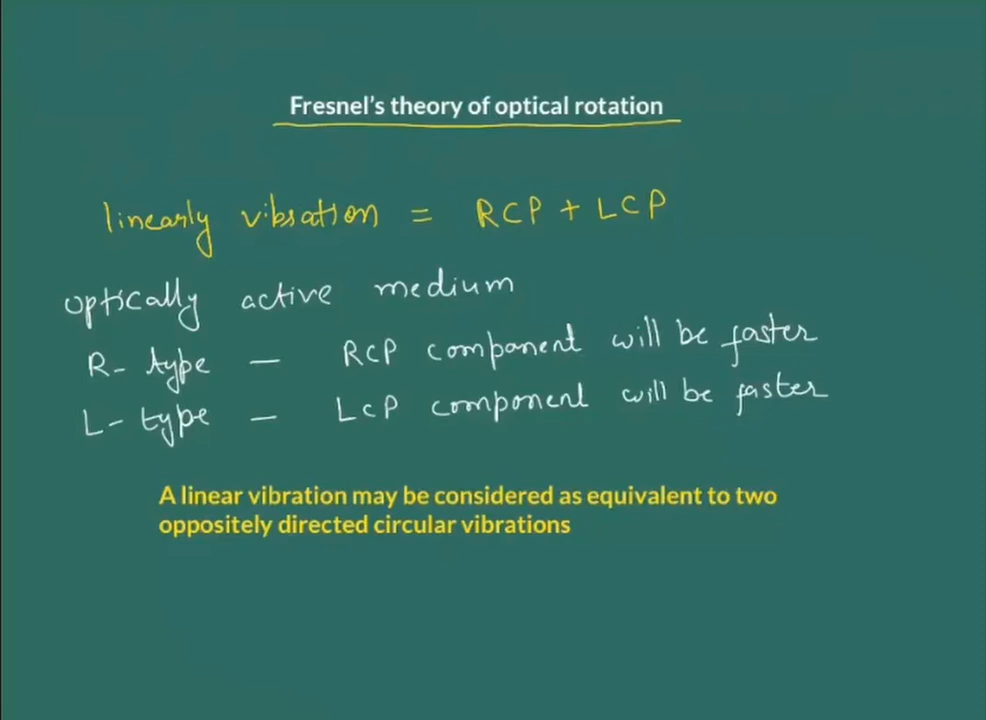 Fresnel's theory of optical rotation
linearly vibration = RCP + LCP
optically active medium
R- type — RCP component will be faster
L- type — LCP component will be faster
A linear vibration may be considered as equivalent to two
oppositely directed circular vibrations